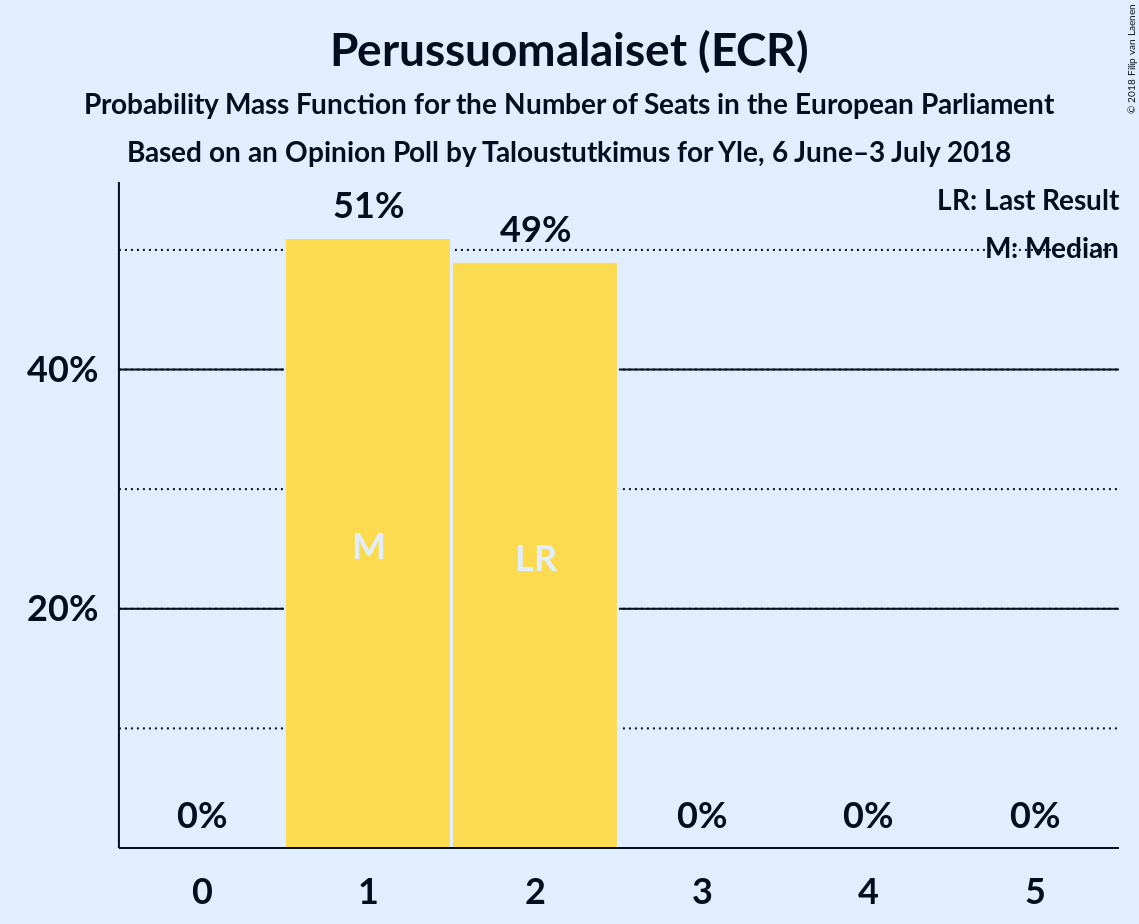 Perussuomalaiset (ECR)
Probability Mass Function for the Number of Seats in the European Parliament
Based on an Opinion Poll by Taloustutkimus for Yle, 6 June–3 July 2018
© 2018 Filip van Laenen
LR: Last Result
M: Median
51%
49%
40%
20%
M
LR
0%
0%
0%
0%
0
1
2
3
4
5